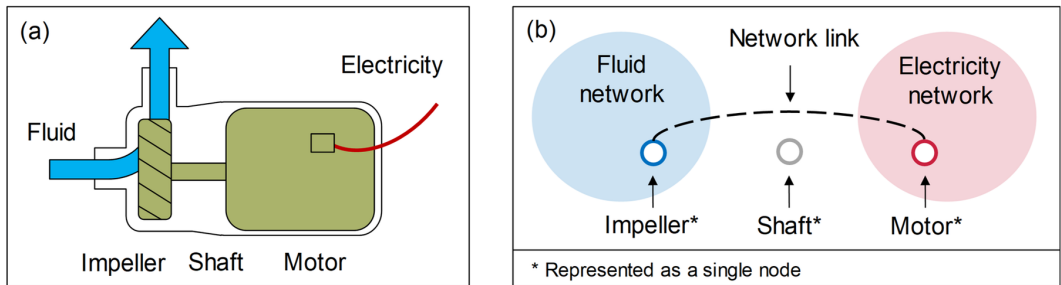 (a)
Electricity
Fluid
Impeller Shaft Motor
(b)
Network link
Fluid
network
Electricity
network
Impeller* Shaft* Motor*
* Represented as a single node